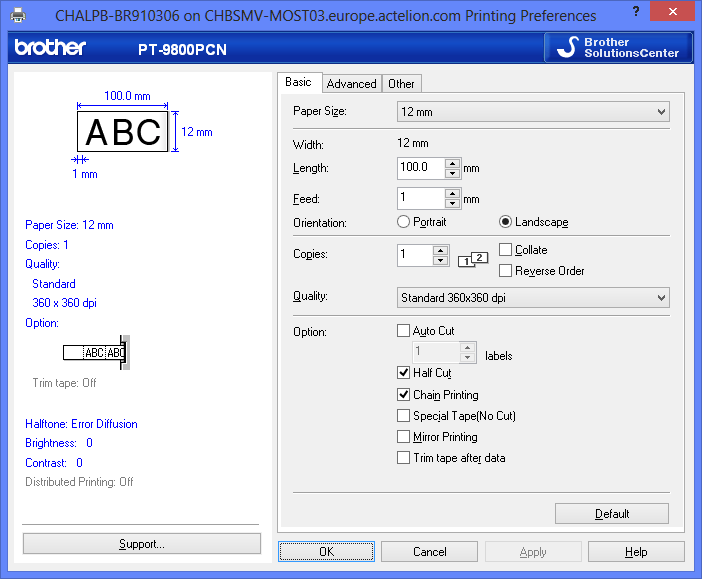 CHALPB-BR910306 on CHBSMV-MOST03.europe.actelion.com Printing Preferences
? ×
brother PT-9800PCN Brother SolutionsCenter
100.0 mm
ABC
12 mm
1 mm
Paper Size: 12 mm
Copies: 1
Quality:
Standard
360 x 360 dpi
Option:
ABC ABC
Trim tape: Off
Halftone: Error Diffusion
Brightness: 0
Contrast: 0
Distributed Printing: Off
Support...
Basic Advanced Other
Paper Size: 12 mm
Width: 12 mm
Length: 100.0 mm
Feed: 1 mm
Orientation: Portrait Landscape
Copies: 1 1 2 Collate
Reverse Order
Quality: Standard 360x360 dpi
Option: Auto Cut
1 labels
Half Cut
Chain Printing
Special Tape(No Cut)
Mirror Printing
Trim tape after data
Default
OK Cancel Apply Help